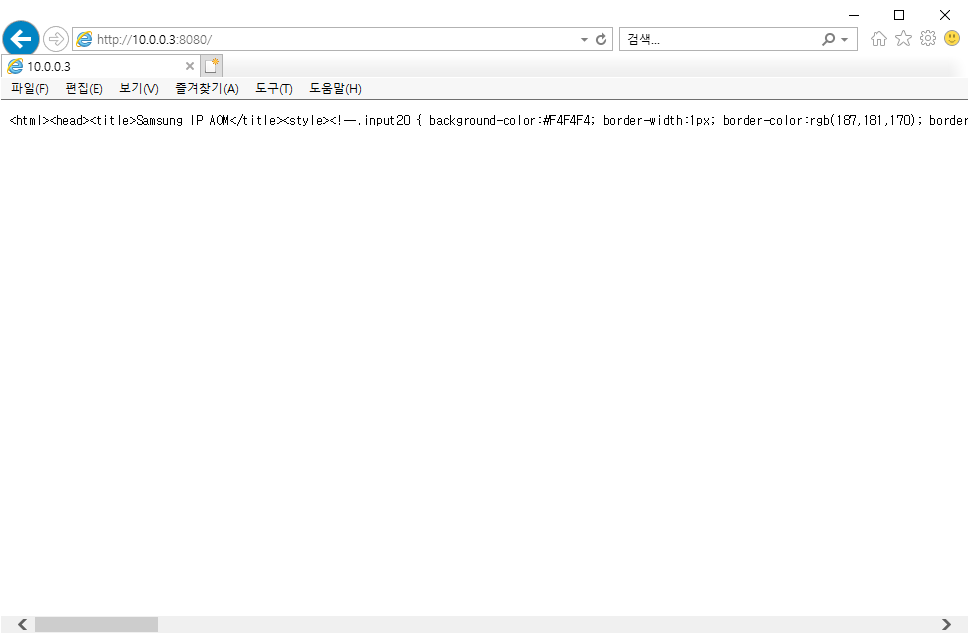 http://10.0.0.3:8080/
검색...
10.0.0.3
파일(F) 편집(E) 보기(V) 즐겨찾기(A) 도구(T) 도움말(H)
<html><head><title>Samsung IP AOM</title><style><!--.input20 { background-color:#F4F4F4; border-width:1px; border-color:rgb(187,181,170); border